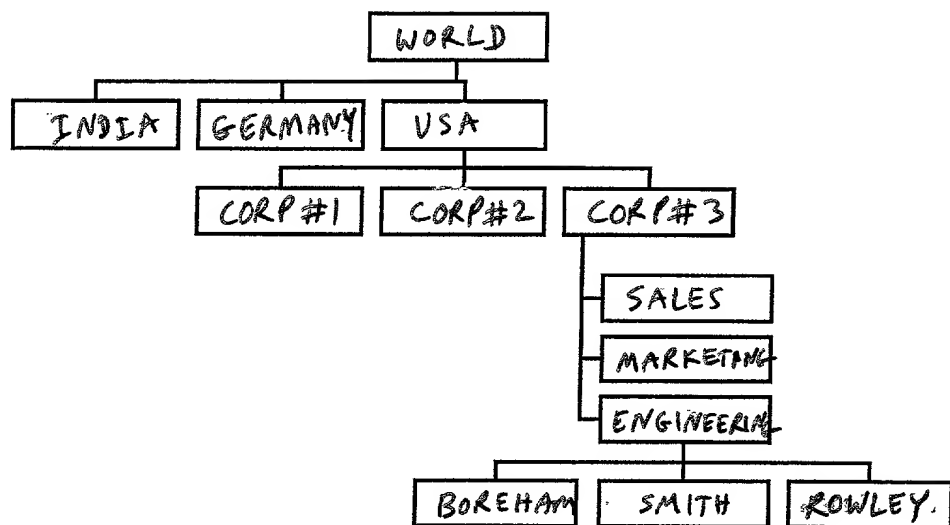 WORLD
INDIA GERMANY USA
CORP#1 CORP#2 CORP#3
SALES
MARKETING
ENGINEERING
BOREHAM SMITH ROWLEY.